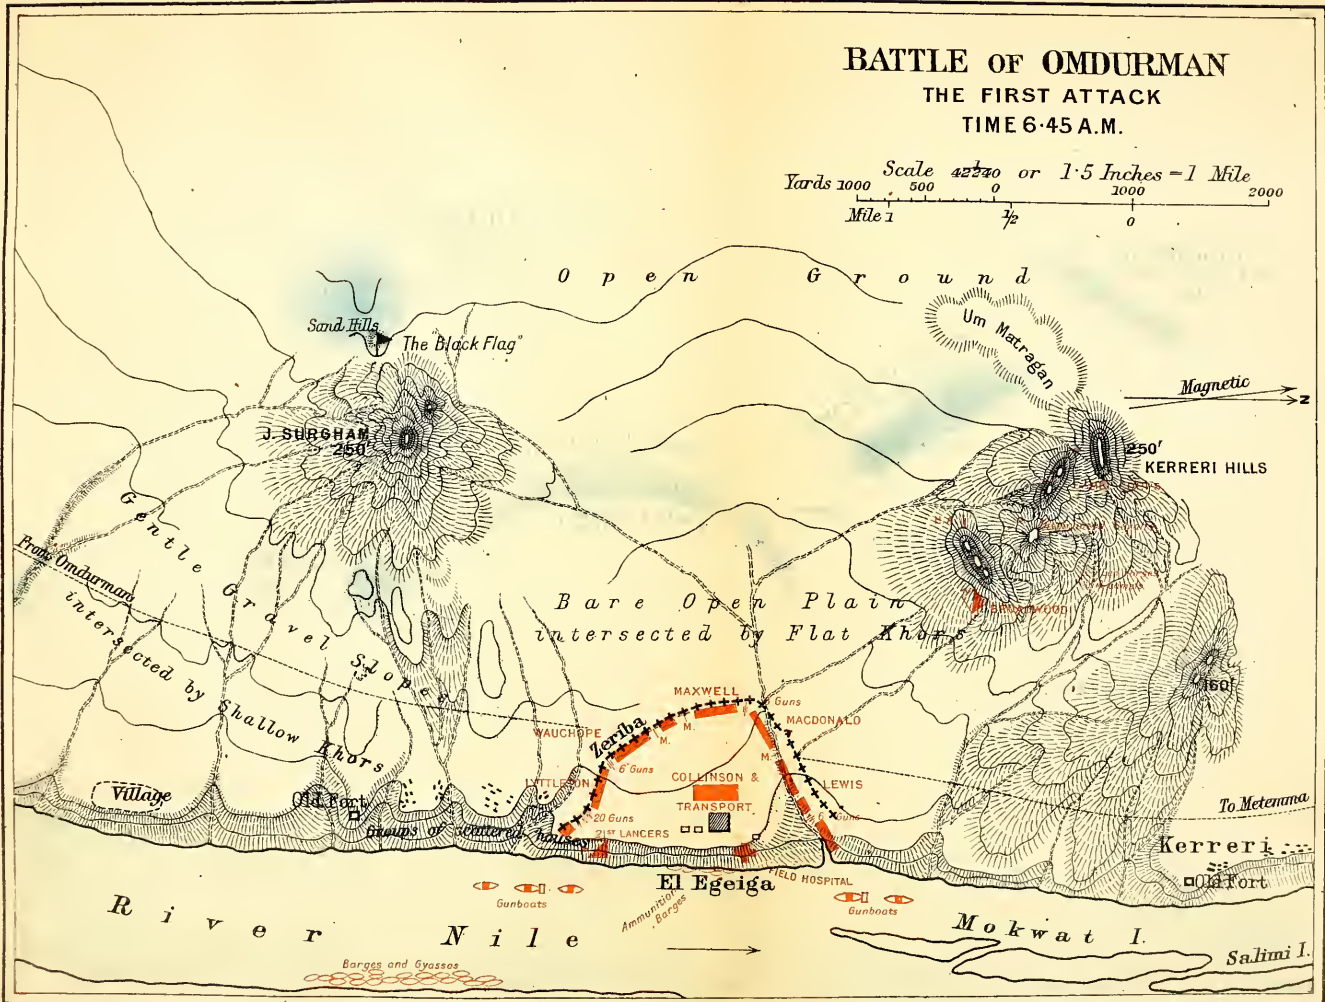 BATTLE OF OMDURMAN
THE FIRST ATTACK
TIME 6·45 A.M.
Scale 1/42240 or 1·5 Inches = 1 Mile
Yards 1000 500 0 1000 2000
Mile 1 1/2 0
Open Ground
Sand Hills
The Black Flag
Um Matragan
Magnetic
N
J. SURGHAM
250'
250'
KERRERI HILLS
Gentle Gravel Slopes
intersected by Shallow Khors
From Omdurman
Bare Open Plain
intersected by Flat Khors
BROADWOOD
160'
MAXWELL
Guns
MACDONALD
WAUCHOPE
Zeriba
M.
M.
M.
6 Guns
LYTTELTON
COLLINSON &
TRANSPORT
LEWIS
Village
Old Fort
20 Guns
6 Guns
To Metemma
groups of scattered houses
21ST LANCERS
Kerreri
El Egeiga
FIELD HOSPITAL
Old Fort
Gunboats
Ammunition
Barges
Gunboats
River Nile
Mokwat I.
Salimi I.
Barges and Gyassas